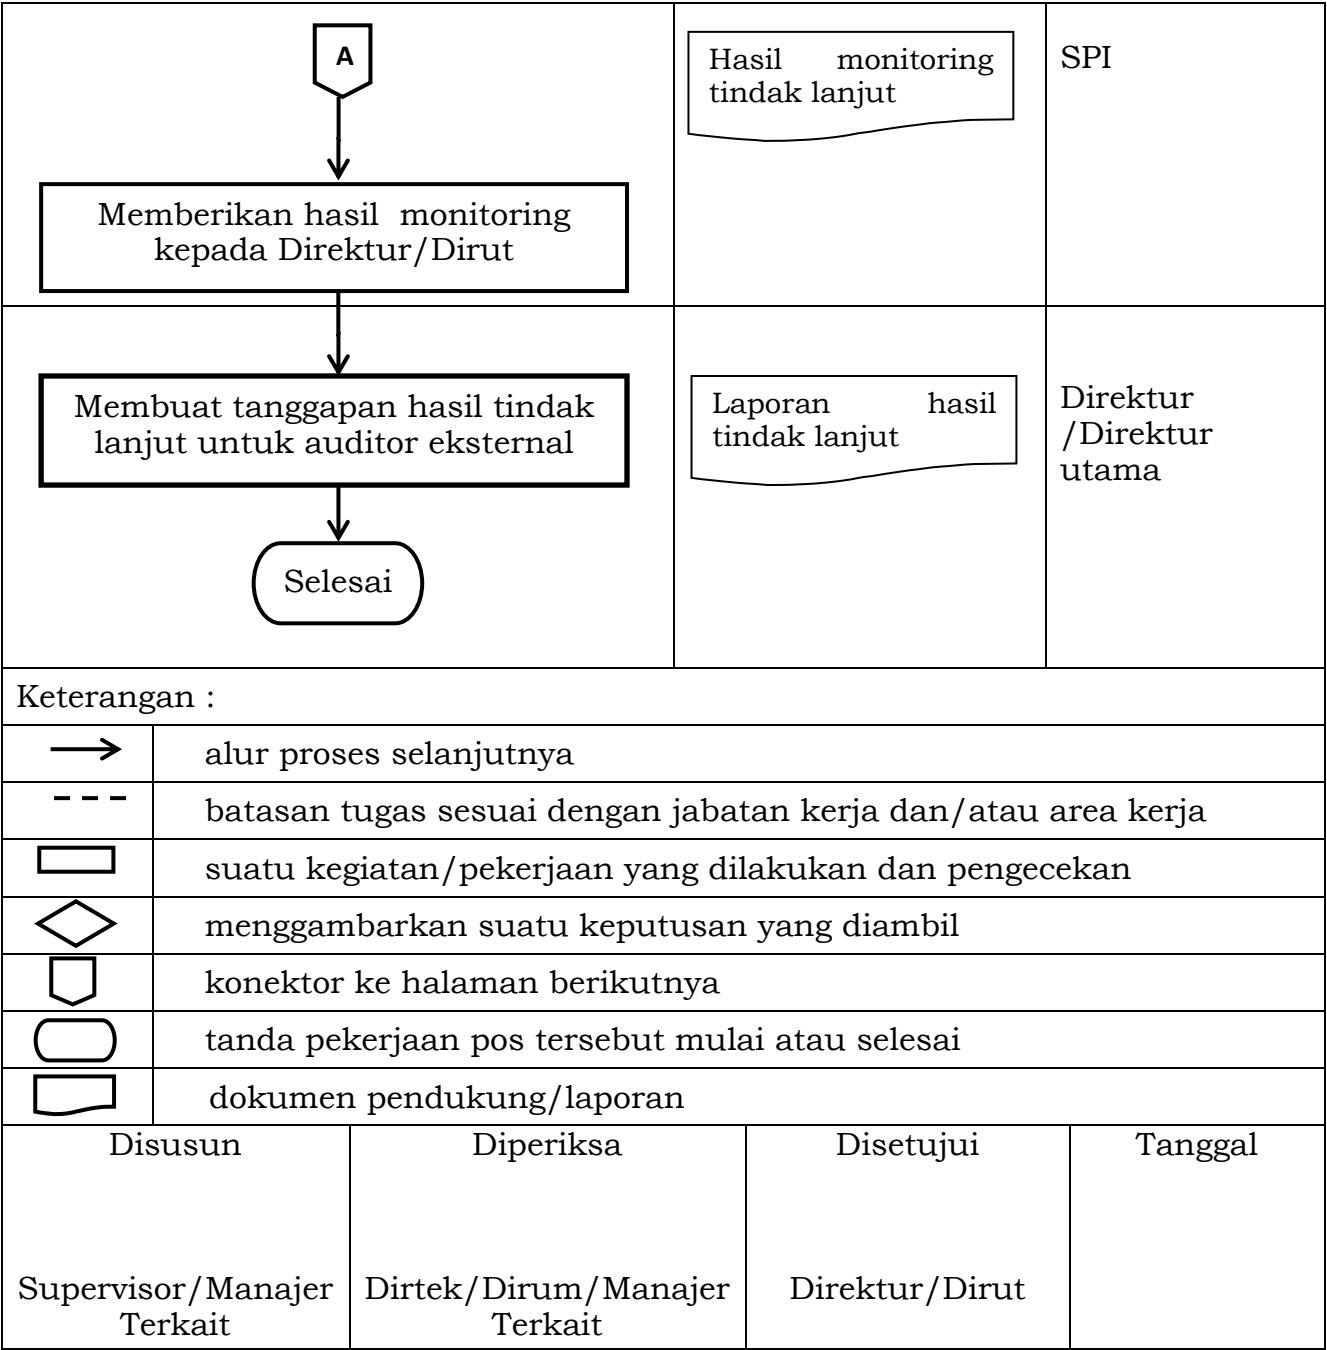 A
Hasil monitoring
tindak lanjut
SPI
Memberikan hasil monitoring
kepada Direktur/Dirut
Membuat tanggapan hasil tindak
lanjut untuk auditor eksternal
Laporan hasil
tindak lanjut
Direktur
/Direktur
utama
Selesai
Keterangan :
alur proses selanjutnya
batasan tugas sesuai dengan jabatan kerja dan/atau area kerja
suatu kegiatan/pekerjaan yang dilakukan dan pengecekan
menggambarkan suatu keputusan yang diambil
konektor ke halaman berikutnya
tanda pekerjaan pos tersebut mulai atau selesai
dokumen pendukung/laporan
Disusun
Supervisor/Manajer
Terkait
Diperiksa
Dirtek/Dirum/Manajer
Terkait
Disetujui
Direktur/Dirut
Tanggal